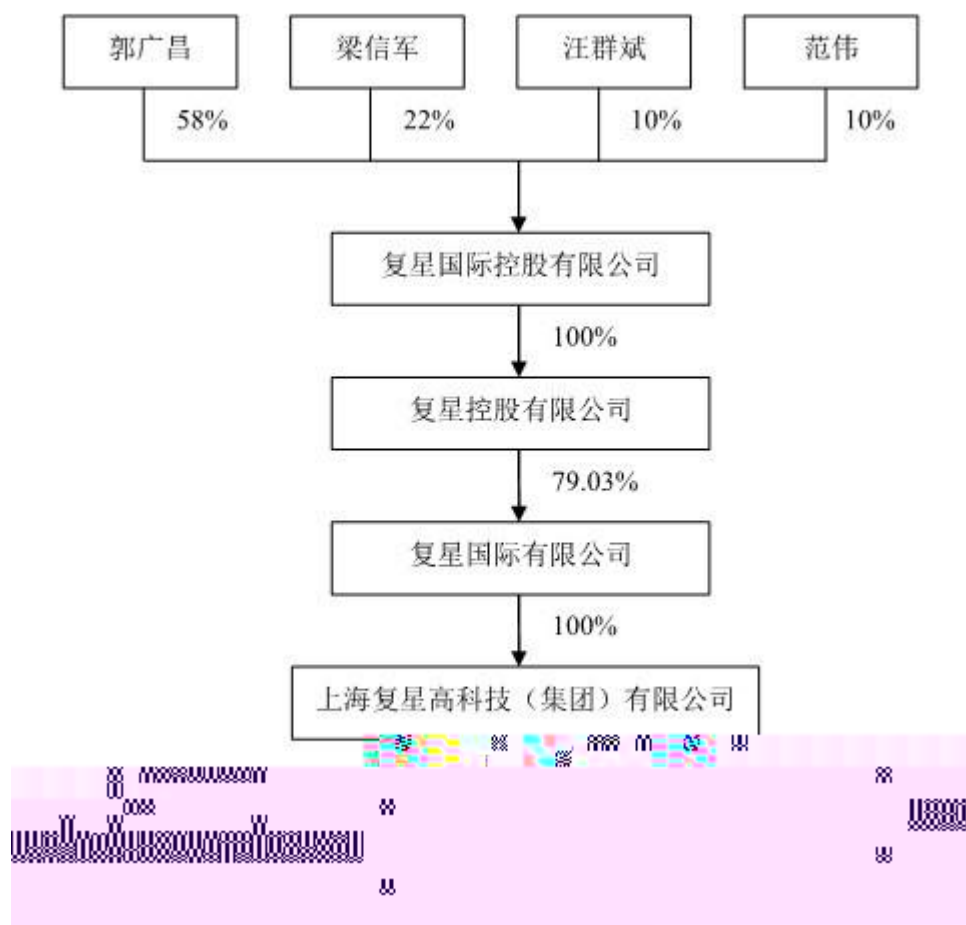 郭广昌
梁信军
汪群斌
范伟
58%
22%
10%
10%
复星国际控股有限公司
100%
复星控股有限公司
79.03%
复星国际有限公司
100%
上海复星高科技（集团）有限公司